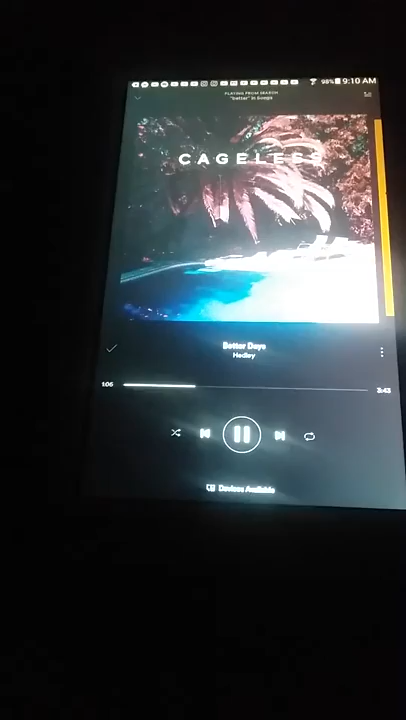 98% 9:10 AM
PLAYING FROM SEARCH
"better" in Songs
CAGELESS
Better Days
Hedley
1:06
3:43
Devices Available